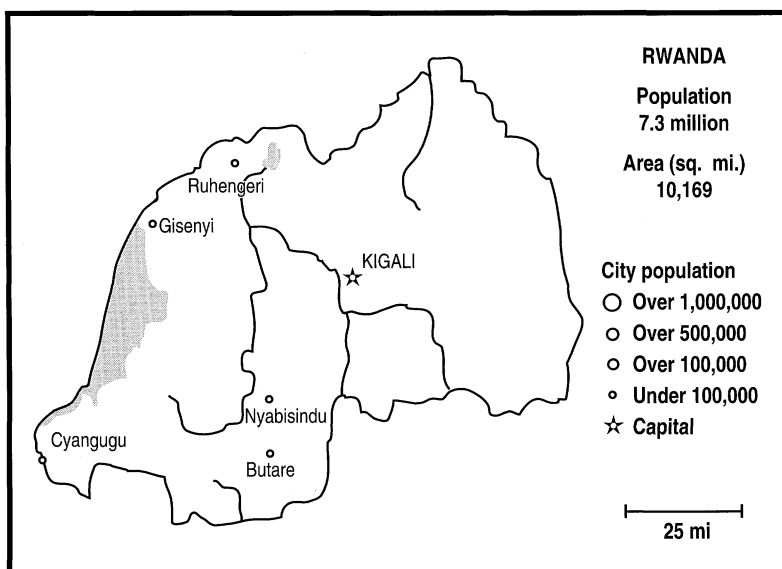 RWANDA
Population
7.3 million
Area (sq. mi.)
10,169
Ruhengeri
Gisenyi
KIGALI
Nyabisindu
Cyangugu
Butare
City population
Over 1,000,000
Over 500,000
Over 100,000
Under 100,000
Capital
25 mi